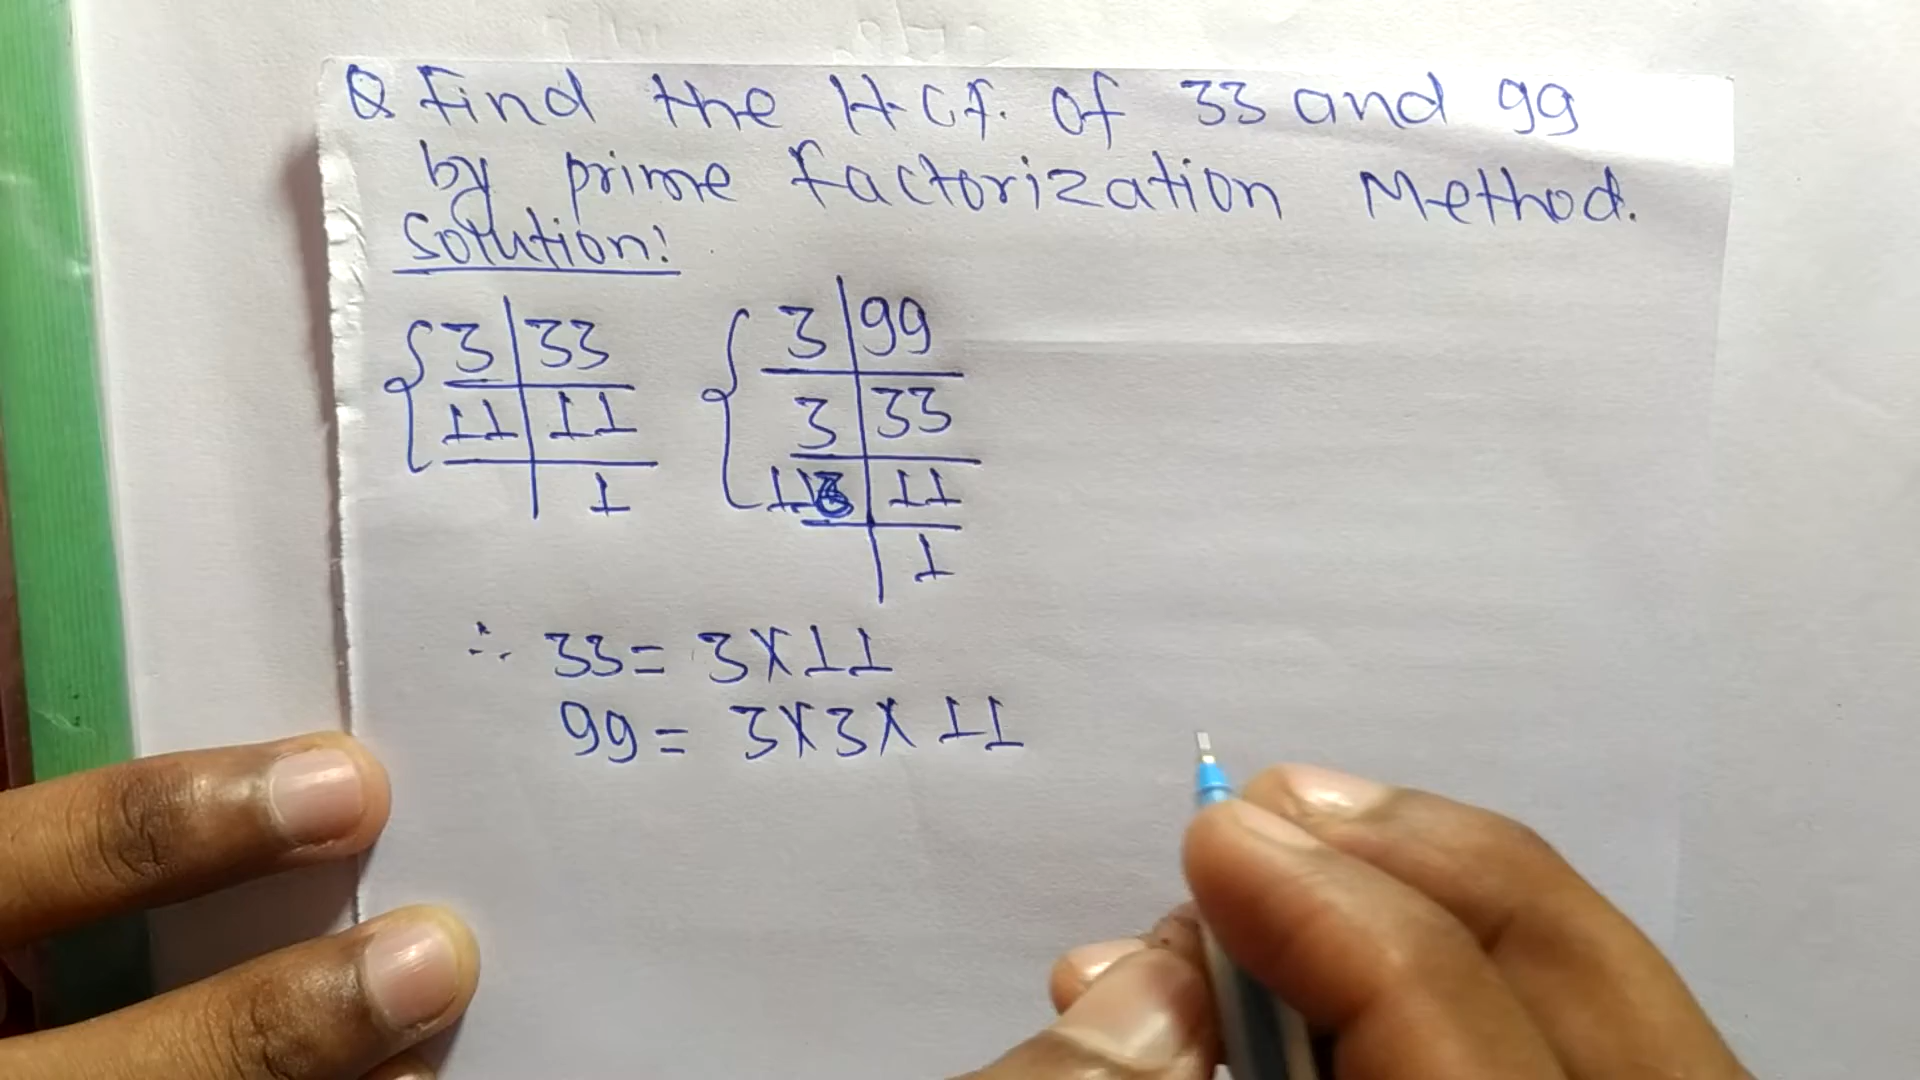 Q Find the H.C.F. of 33 and 99
by prime factorization Method.
Solution:
3 | 33
11 | 11
1
3 | 99
3 | 33
11 | 11
1
∴ 33 = 3 X 11
99 = 3 X 3 X 11